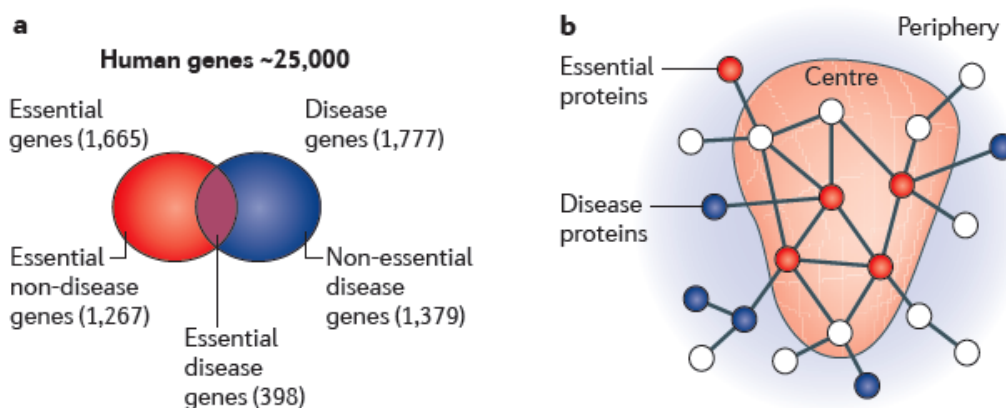 a
Human genes ~25,000
Essential
genes (1,665)
Disease
genes (1,777)
Essential
non-disease
genes (1,267)
Non-essential
disease
genes (1,379)
Essential
disease
genes (398)
b
Periphery
Essential
proteins
Centre
Disease
proteins